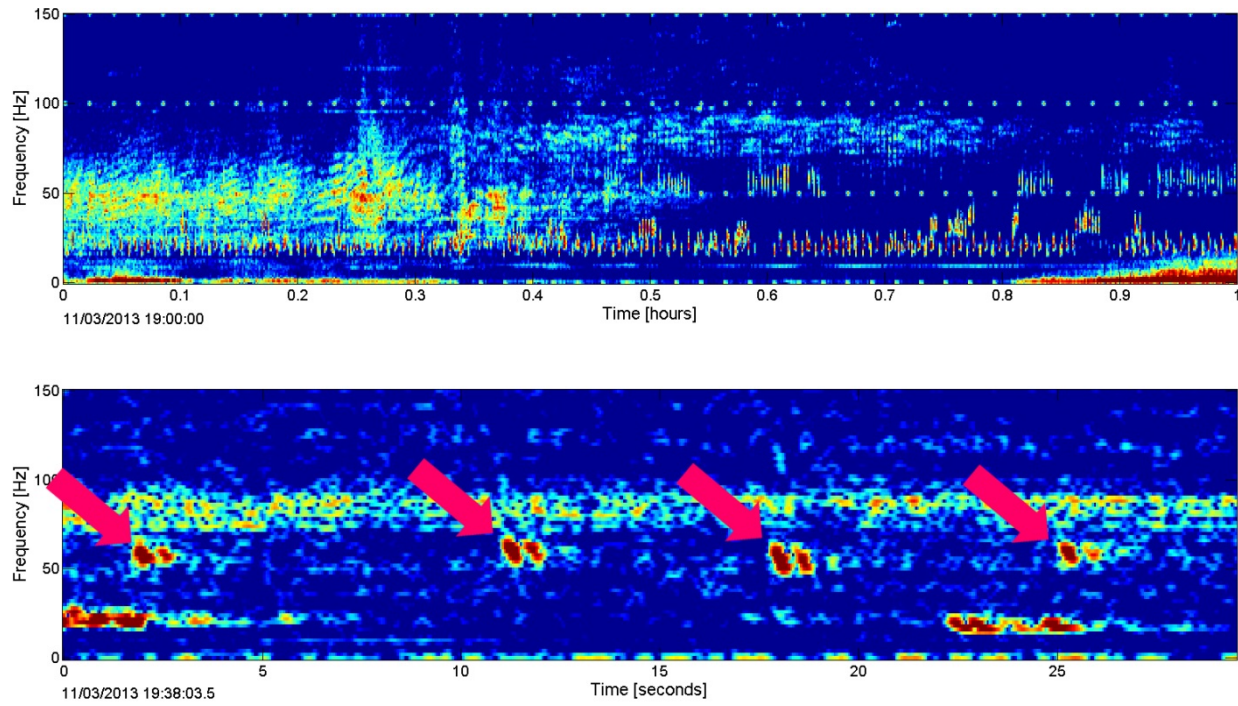 150
100
50
0
Frequency [Hz]
0 0.1 0.2 0.3 0.4 0.5 0.6 0.7 0.8 0.9 1
Time [hours]
11/03/2013 19:00:00
150
100
50
0
Frequency [Hz]
0 5 10 15 20 25
Time [seconds]
11/03/2013 19:38:03.5